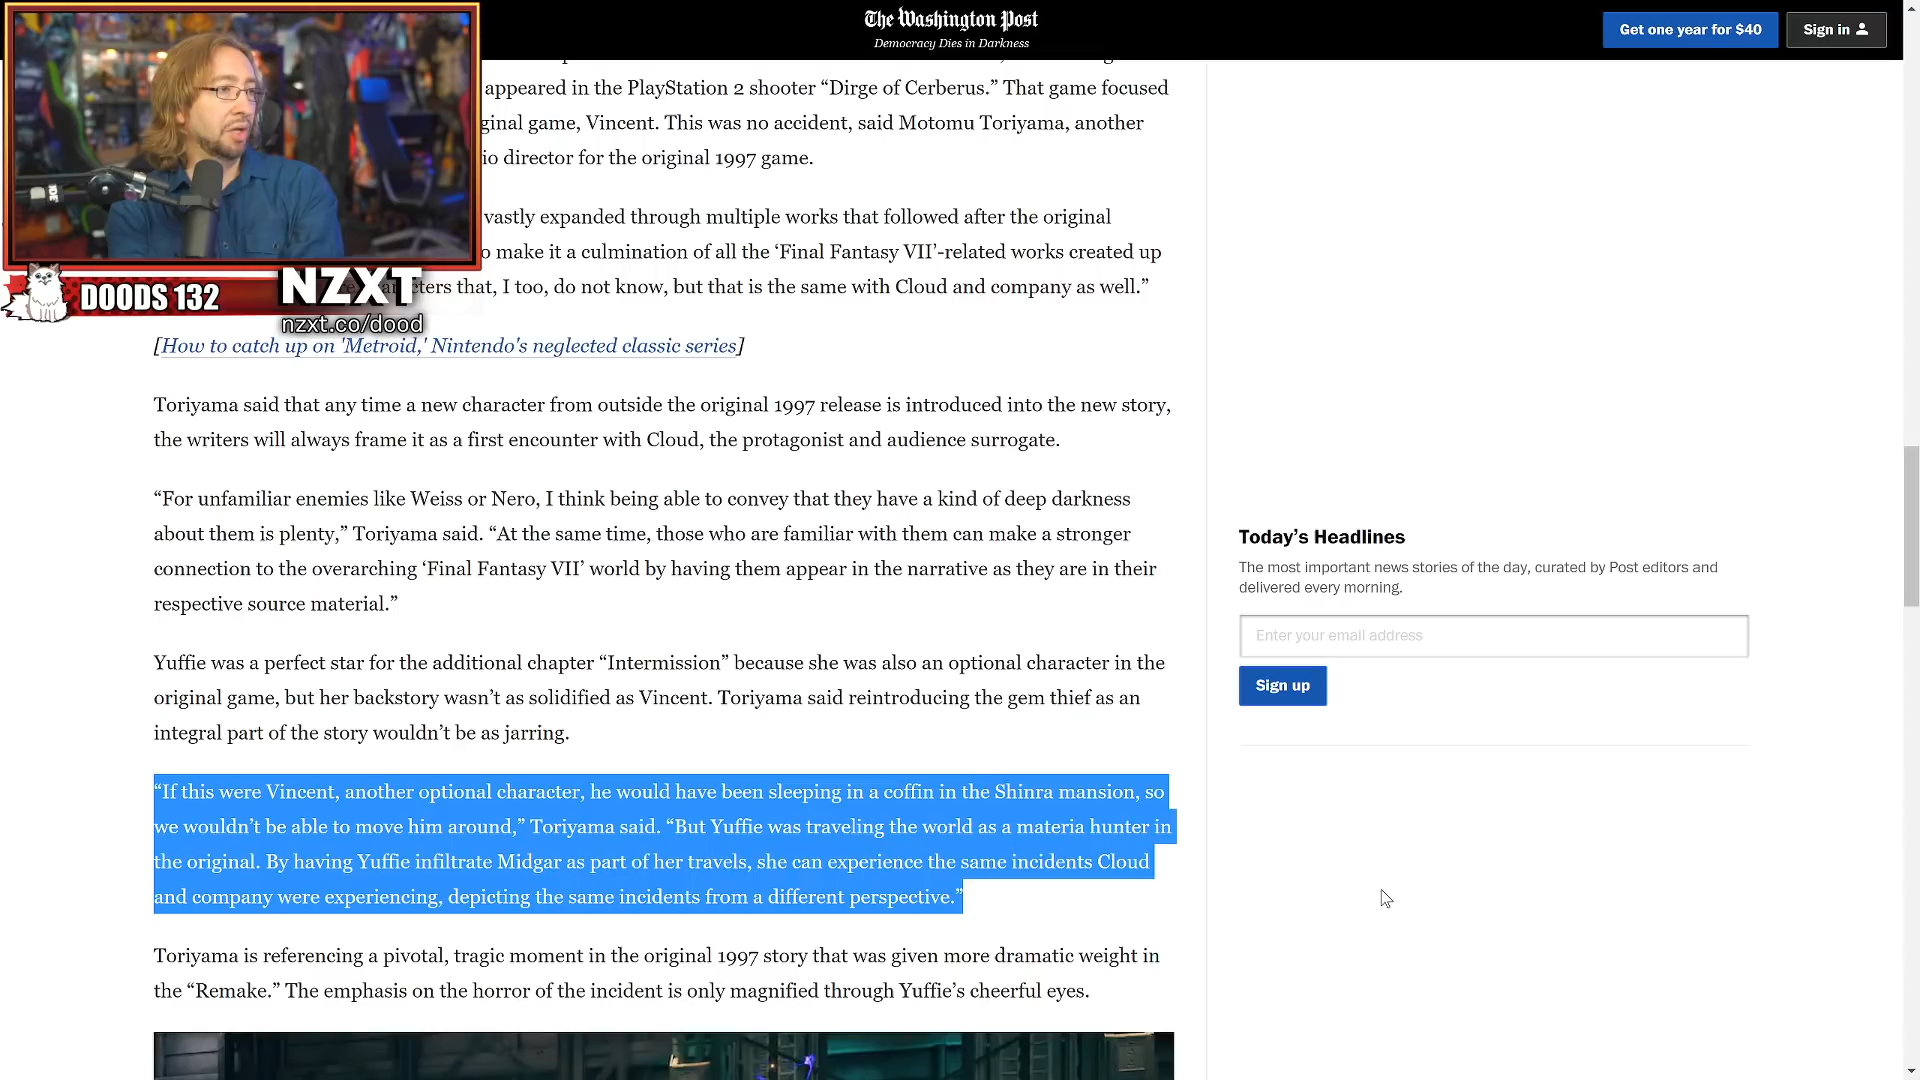 The Washington Post
Democracy Dies in Darkness
Get one year for $40
Sign in
appeared in the PlayStation 2 shooter “Dirge of Cerberus.” That game focused
ginal game, Vincent. This was no accident, said Motomu Toriyama, another
io director for the original 1997 game.
vastly expanded through multiple works that followed after the original
o make it a culmination of all the ‘Final Fantasy VII’-related works created up
cters that, I too, do not know, but that is the same with Cloud and company as well.”
DOODS 132
NZXT
nzxt.co/dood
[How to catch up on 'Metroid,' Nintendo's neglected classic series]
Toriyama said that any time a new character from outside the original 1997 release is introduced into the new story,
the writers will always frame it as a first encounter with Cloud, the protagonist and audience surrogate.
“For unfamiliar enemies like Weiss or Nero, I think being able to convey that they have a kind of deep darkness
about them is plenty,” Toriyama said. “At the same time, those who are familiar with them can make a stronger
connection to the overarching ‘Final Fantasy VII’ world by having them appear in the narrative as they are in their
respective source material.”
Yuffie was a perfect star for the additional chapter “Intermission” because she was also an optional character in the
original game, but her backstory wasn’t as solidified as Vincent. Toriyama said reintroducing the gem thief as an
integral part of the story wouldn’t be as jarring.
“If this were Vincent, another optional character, he would have been sleeping in a coffin in the Shinra mansion, so
we wouldn’t be able to move him around,” Toriyama said. “But Yuffie was traveling the world as a materia hunter in
the original. By having Yuffie infiltrate Midgar as part of her travels, she can experience the same incidents Cloud
and company were experiencing, depicting the same incidents from a different perspective.”
Toriyama is referencing a pivotal, tragic moment in the original 1997 story that was given more dramatic weight in
the “Remake.” The emphasis on the horror of the incident is only magnified through Yuffie’s cheerful eyes.
Today’s Headlines
The most important news stories of the day, curated by Post editors and
delivered every morning.
Enter your email address
Sign up